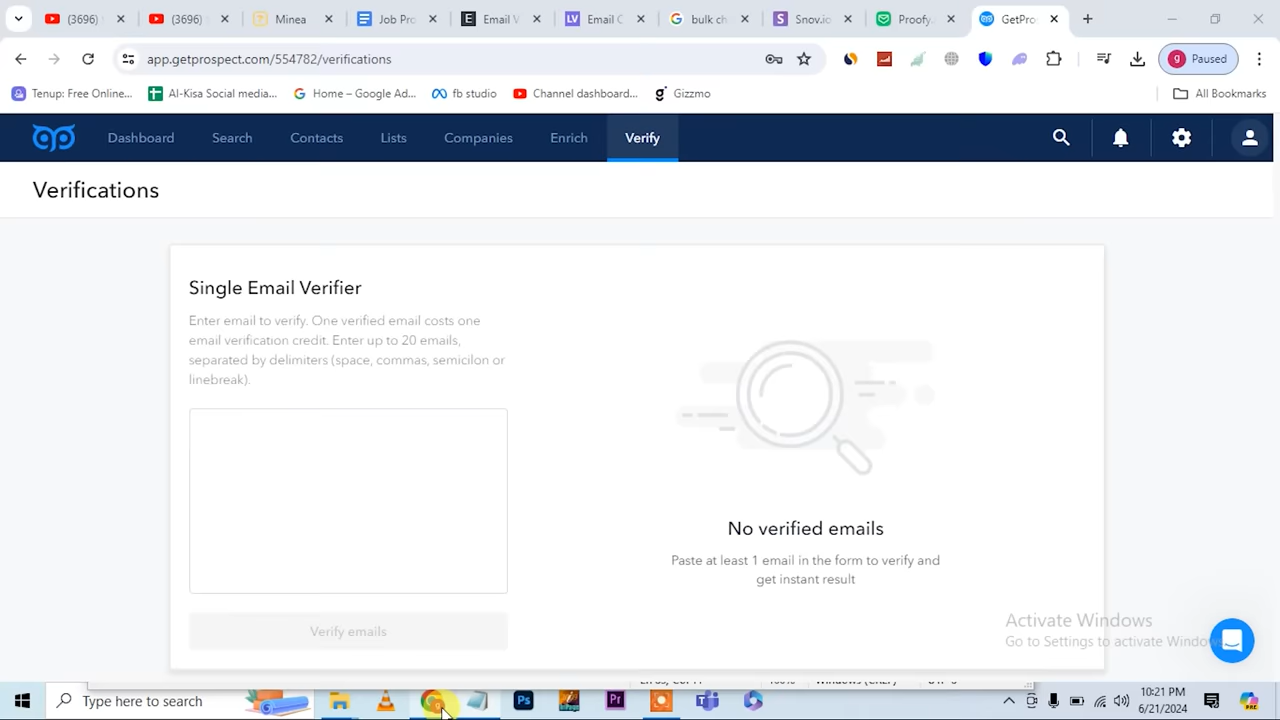 (3696)
(3696)
Minea
Job Pro
Email V
Email C
bulk ch
Snov.io
Proofy.
GetPro
app.getprospect.com/554782/verifications
g
Paused
Tenup: Free Online...
Al-Kisa Social media...
Home – Google Ad...
fb studio
Channel dashboard...
Gizzmo
All Bookmarks
Dashboard
Search
Contacts
Lists
Companies
Enrich
Verify
Verifications
Single Email Verifier
Enter email to verify. One verified email costs one
email verification credit. Enter up to 20 emails,
separated by delimiters (space, commas, semicilon or
linebreak).
Verify emails
No verified emails
Paste at least 1 email in the form to verify and
get instant result
Activate Windows
Go to Settings to activate Windows
Type here to search
Ps
Pr
10:21 PM
6/21/2024